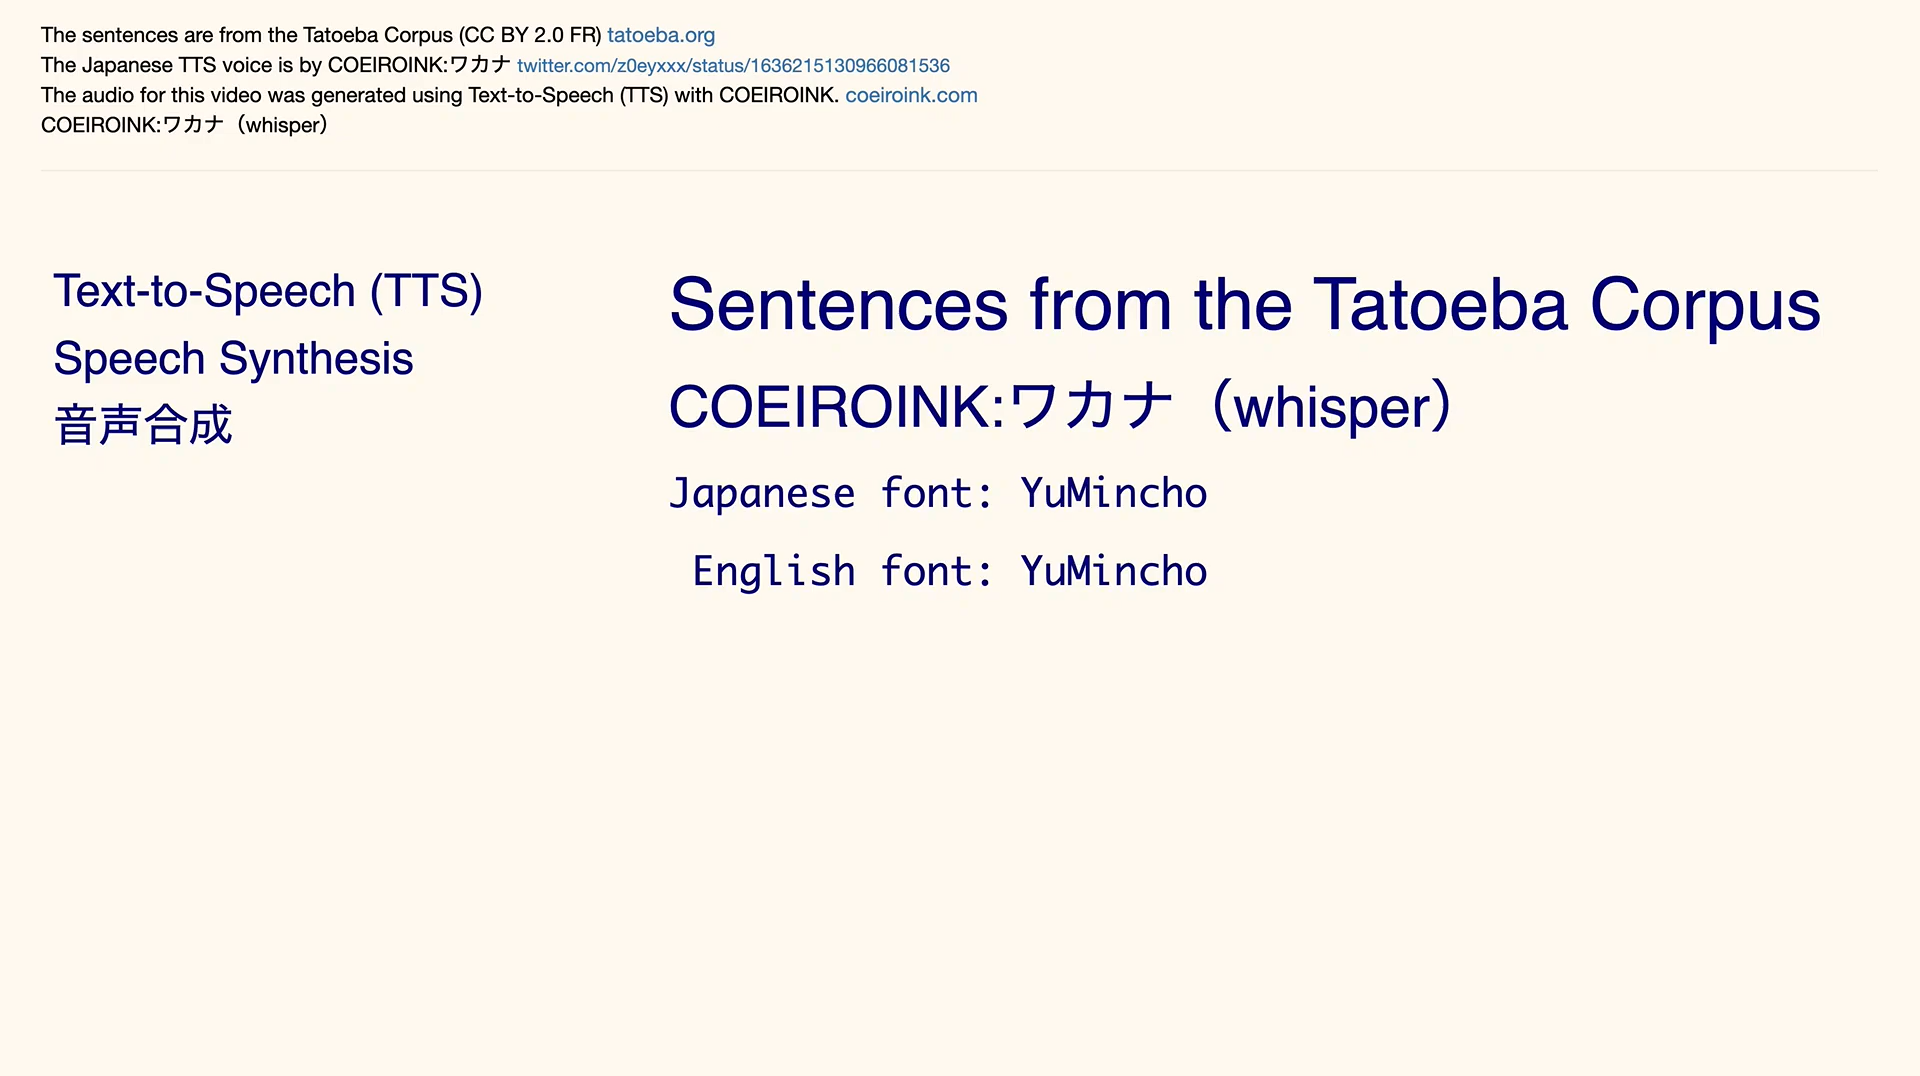 The sentences are from the Tatoeba Corpus (CC BY 2.0 FR) tatoeba.org
The Japanese TTS voice is by COEIROINK:ワカナ twitter.com/z0eyxxx/status/1636215130966081536
The audio for this video was generated using Text-to-Speech (TTS) with COEIROINK. coeiroink.com
COEIROINK:ワカナ（whisper）
Text-to-Speech (TTS)
Speech Synthesis
音声合成
Sentences from the Tatoeba Corpus
COEIROINK:ワカナ（whisper）
Japanese font: YuMincho
English font: YuMincho